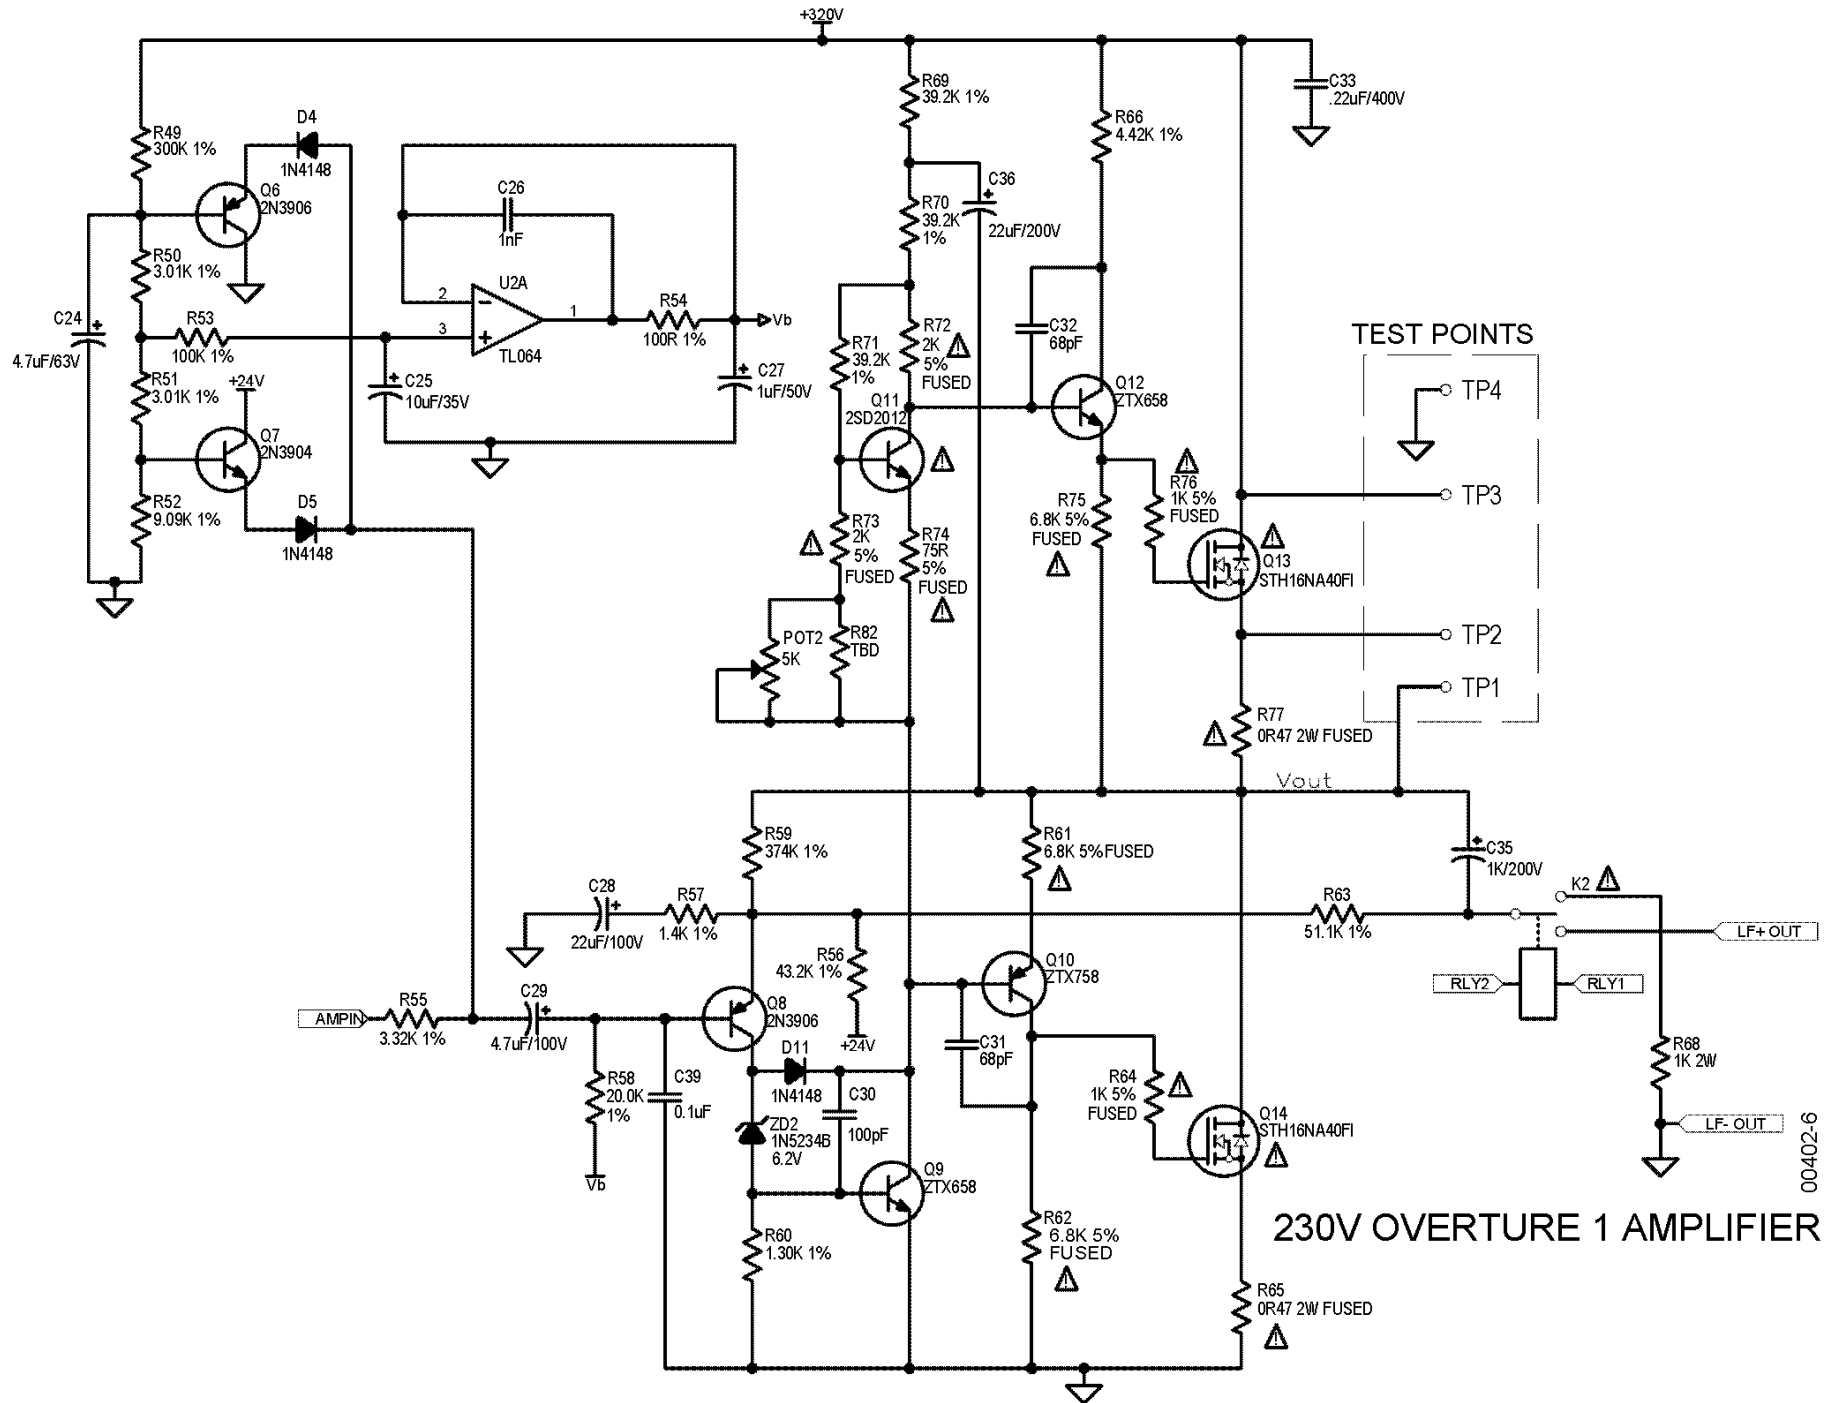 +320V
R49
300K 1%
D4
1N4148
Q6
2N3906
R50
3.01K 1%
C24
+
4.7uF/63V
R53
100K 1%
R51
3.01K 1%
+24V
Q7
2N3904
R52
9.09K 1%
D5
1N4148
C26
1nF
U2A
2
3
1
TL064
R54
100R 1%
Vb
C25
+
10uF/35V
C27
+
1uF/50V
R69
39.2K 1%
R70
39.2K
1%
C36
+
22uF/200V
R66
4.42K 1%
C33
.22uF/400V
R71
39.2K
1%
R72
2K
5%
FUSED
C32
68pF
Q11
2SD2012
Q12
ZTX658
R73
2K
5%
FUSED
R74
75R
5%
FUSED
R75
6.8K 5%
FUSED
R76
1K 5%
FUSED
Q13
STH16NA40FI
POT2
5K
R82
TBD
TEST POINTS
TP4
TP3
TP2
TP1
R77
0R47 2W FUSED
Vout
R59
374K 1%
R61
6.8K 5% FUSED
C35
+
1K/200V
K2
C28
+
22uF/100V
R57
1.4K 1%
R63
51.1K 1%
LF+ OUT
R56
43.2K 1%
+24V
Q10
ZTX758
RLY2
RLY1
AMPIN
R55
3.32K 1%
C29
+
4.7uF/100V
Q8
2N3906
D11
1N4148
C31
68pF
R68
1K 2W
R58
20.0K
1%
Vb
C39
0.1uF
ZD2
1N5234B
6.2V
C30
100pF
R64
1K 5%
FUSED
Q14
STH16NA40FI
LF- OUT
Q9
ZTX658
R60
1.30K 1%
R62
6.8K 5%
FUSED
00402-6
230V OVERTURE 1 AMPLIFIER
R65
0R47 2W FUSED